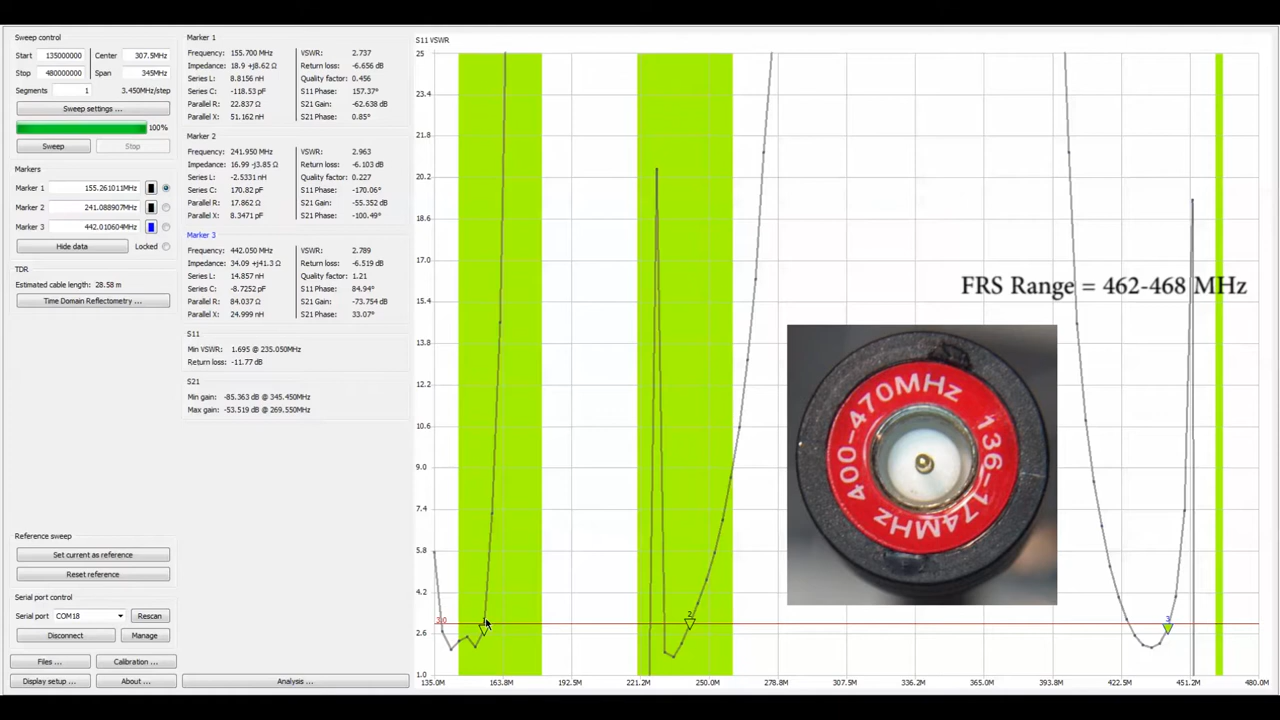 Sweep control
Start 135000000 Center 307.5MHz
Stop 480000000 Span 345MHz
Segments 1 3.450MHz/step
Sweep settings ...
100%
Sweep Stop
Markers
Marker 1 155.261011MHz
Marker 2 241.088907MHz
Marker 3 442.010604MHz
Hide data Locked
TDR
Estimated cable length: 28.58 m
Time Domain Reflectometry ...
Reference sweep
Set current as reference
Reset reference
Serial port control
Serial port COM18 Rescan
Disconnect Manage
Files ... Calibration ...
Display setup ... About ...
Marker 1
Frequency: 155.700 MHz VSWR: 2.737
Impedance: 18.9 +j8.62 Ω Return loss: -6.656 dB
Series L: 8.8156 nH Quality factor: 0.456
Series C: -118.53 pF S11 Phase: 157.37°
Parallel R: 22.837 Ω S21 Gain: -62.638 dB
Parallel X: 51.162 nH S21 Phase: 0.85°
Marker 2
Frequency: 241.950 MHz VSWR: 2.963
Impedance: 16.99 -j3.85 Ω Return loss: -6.103 dB
Series L: -2.5331 nH Quality factor: 0.227
Series C: 170.82 pF S11 Phase: -170.06°
Parallel R: 17.862 Ω S21 Gain: -55.352 dB
Parallel X: 8.3471 pF S21 Phase: -100.49°
Marker 3
Frequency: 442.050 MHz VSWR: 2.789
Impedance: 34.09 +j41.3 Ω Return loss: -6.519 dB
Series L: 14.857 nH Quality factor: 1.21
Series C: -8.7252 pF S11 Phase: 84.94°
Parallel R: 84.037 Ω S21 Gain: -73.754 dB
Parallel X: 24.999 nH S21 Phase: 33.07°
S11
Min VSWR: 1.695 @ 235.050MHz
Return loss: -11.77 dB
S21
Min gain: -85.363 dB @ 345.450MHz
Max gain: -53.519 dB @ 269.550MHz
Analysis ...
S11 VSWR
25
23.4
21.8
20.2
18.6
17.0
15.4
13.8
12.2
10.6
9.0
7.4
5.8
4.2
3.0
2.6
1.0
2
3
135.0M 163.8M 192.5M 221.2M 250.0M 278.8M 307.5M 336.2M 365.0M 393.8M 422.5M 451.2M 480.0M
FRS Range = 462-468 MHz
400-470MHz
136-174MHz